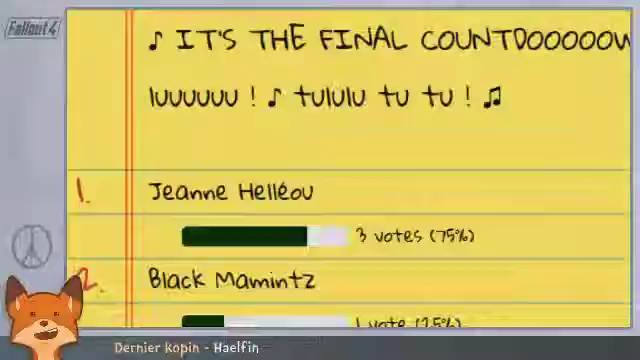 Fallout 4
♪ IT'S THE FINAL COUNTDOOOOOW
luuuuuu ! ♪ tululu tu tu ! ♫
1. Jeanne Helléou
3 votes (75%)
2. Black Mamintz
1 vote (25%)
Dernier kopin - Haelfin